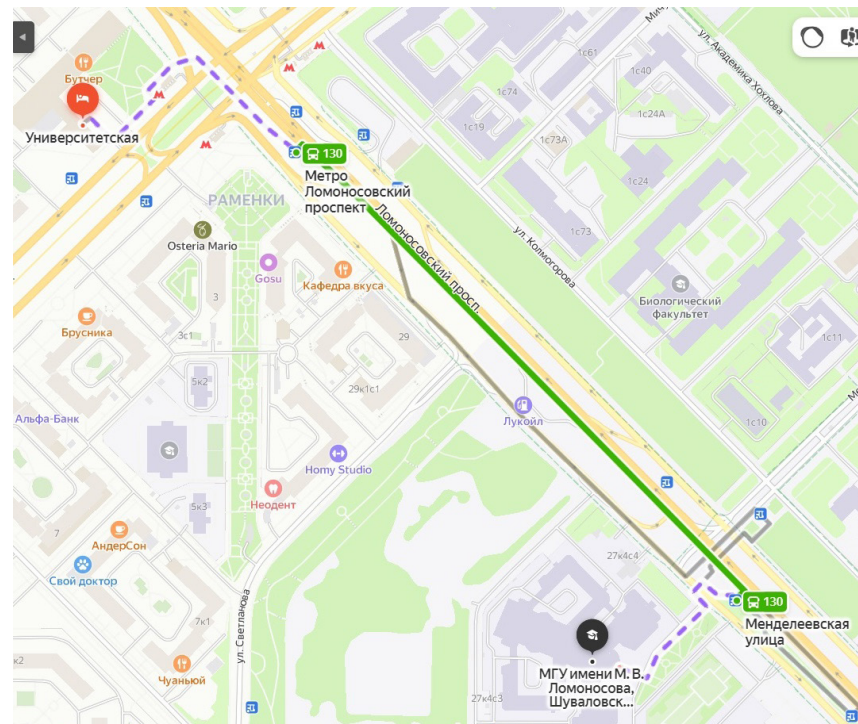 Мичу
ул. Академика Хохлова
1с61
1с40
Бутчер
1с74
1с24А
1с19
1с73А
Университетская
130
Метро
Ломоносовский
проспект
1с24
РАМЕНКИ
Ломоносовский просп.
1с73
ул. Колмогорова
Osteria Mario
Gosu
Кафедра вкуса
Биологический
факультет
3
Брусника
3с1
29
1с11
5к2
29к1с1
Альфа-Банк
Лукойл
1с10
Homy Studio
Неодент
5к3
7
АндерСон
27к4с4
Свой доктор
130
7к1
Менделеевская
улица
ул. Светланова
к2
Чуаньюй
МГУ имени М. В.
Ломоносова,
Шуваловск...
27к4с3